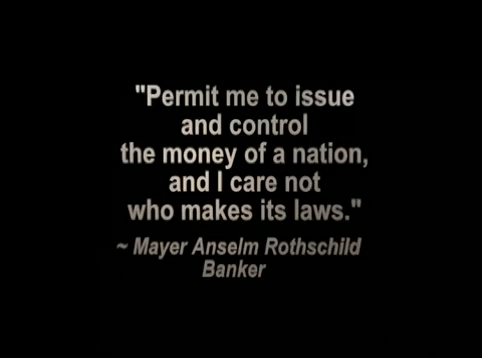 "Permit me to issue
and control
the money of a nation,
and I care not
who makes its laws."
~ Mayer Anselm Rothschild
Banker